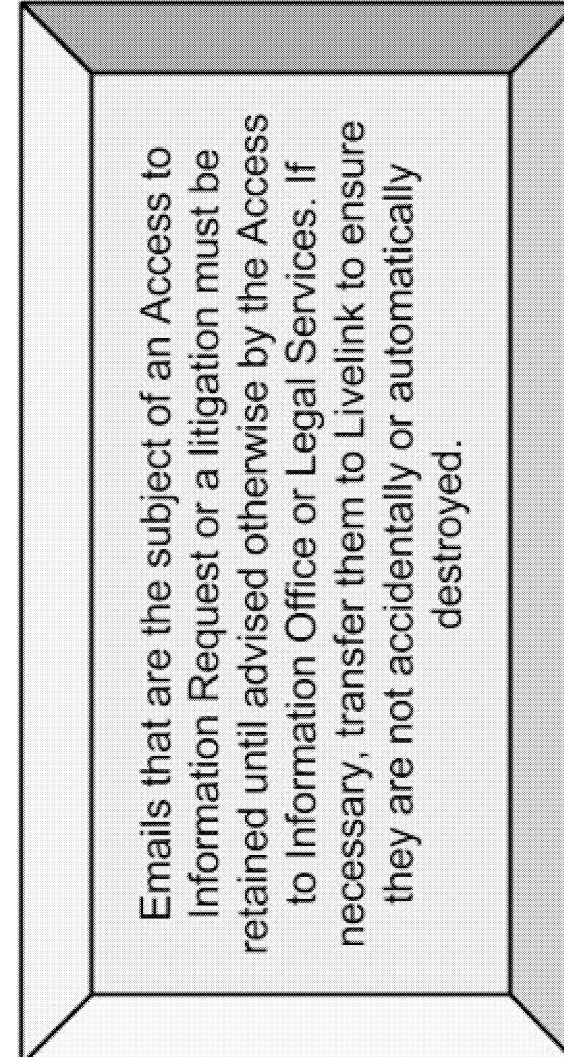 Emails that are the subject of an Access to
Information Request or a litigation must be
retained until advised otherwise by the Access
to Information Office or Legal Services. If
necessary, transfer them to Livelink to ensure
they are not accidentally or automatically
destroyed.